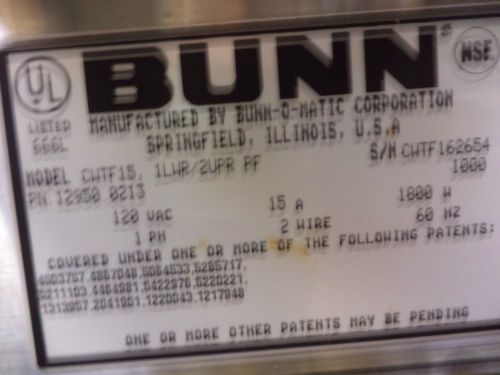 UL
BUNN
NSF
LISTED
666L
MANUFACTURED BY BUNN-O-MATIC CORPORATION
SPRINGFIELD, ILLINOIS, U.S.A
S/N CWTF162654
MODEL CWTF15, 1LWR/2UPR PF
1000
PN 12950.0213
120 VAC 15 A 1800 W
1 PH 2 WIRE 60 HZ
COVERED UNDER ONE OR MORE OF THE FOLLOWING PATENTS:
ONE OR MORE OTHER PATENTS MAY BE PENDING